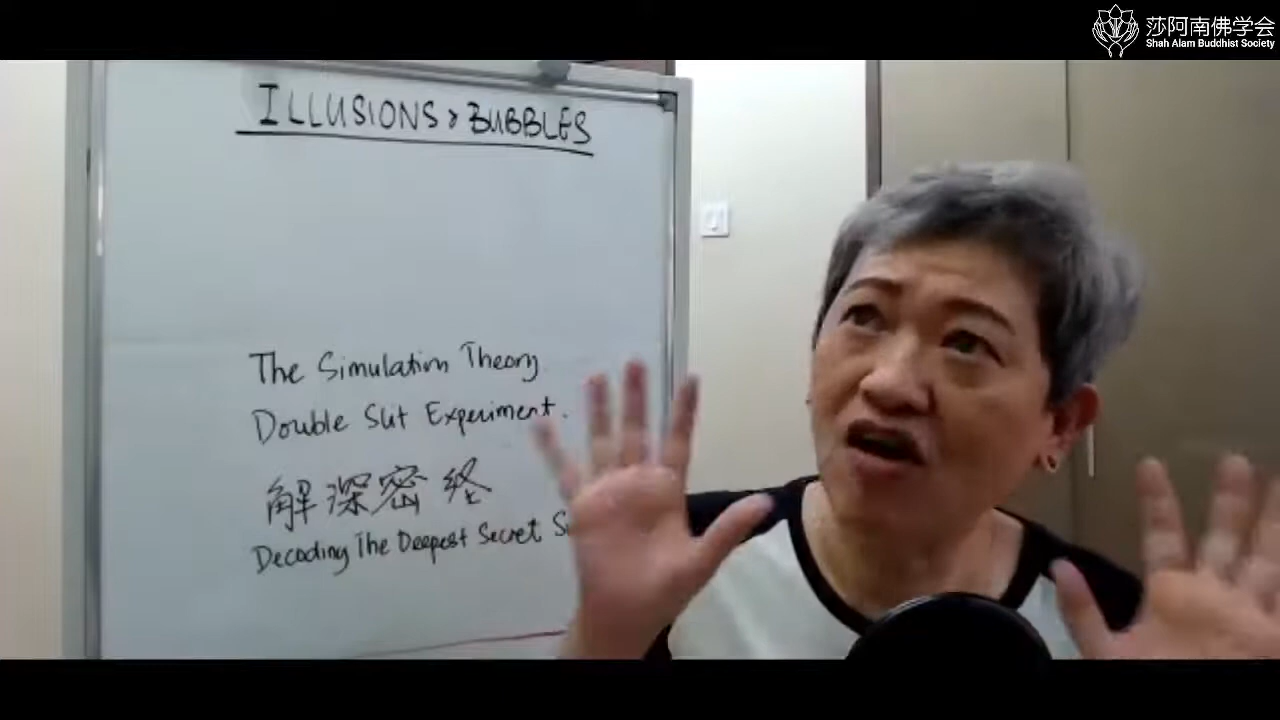 莎阿南佛学会
Shah Alam Buddhist Society
ILLUSIONS & BUBBLES
The Simulation Theory
Double Slit Experiment.
解深密终
Decoding The Deepest Secret